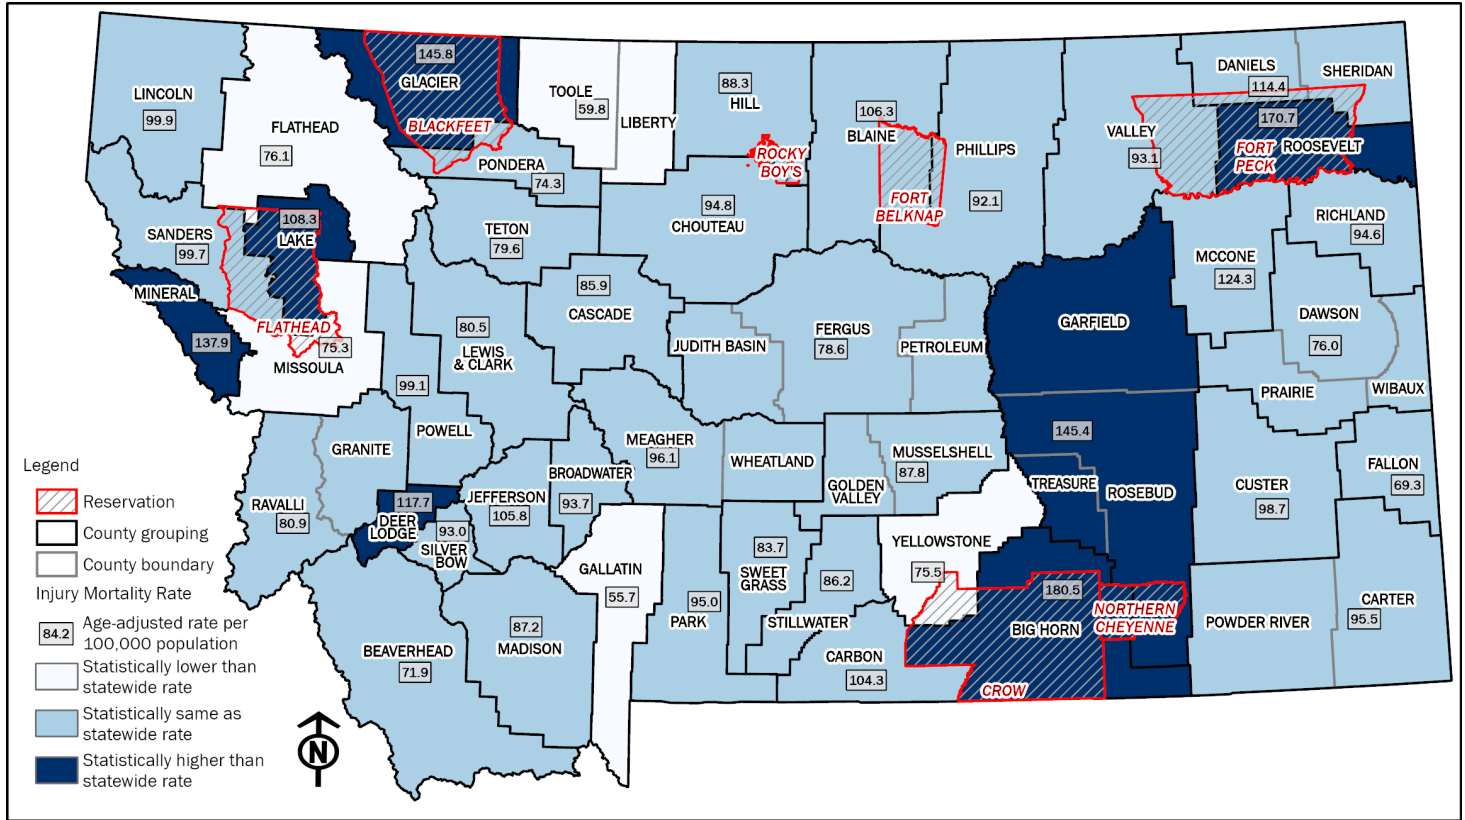 145.8
GLACIER
BLACKFEET
LINCOLN
99.9
FLATHEAD
76.1
TOOLE
59.8
LIBERTY
88.3
HILL
ROCKY
BOY'S
106.3
BLAINE
FORT
BELKNAP
PHILLIPS
92.1
VALLEY
93.1
DANIELS
114.4
SHERIDAN
170.7
ROOSEVELT
FORT
PECK
PONDERA
74.3
TETON
79.6
94.8
CHOUTEAU
SANDERS
99.7
108.3
LAKE
FLATHEAD
MINERAL
137.9
75.3
MISSOULA
RICHLAND
94.6
MCCONE
124.3
DAWSON
76.0
PRAIRIE
WIBAUX
GARFIELD
85.9
CASCADE
80.5
LEWIS
& CLARK
JUDITH BASIN
FERGUS
78.6
PETROLEUM
99.1
POWELL
GRANITE
RAVALLI
80.9
117.7
DEER
LODGE
93.0
SILVER
BOW
JEFFERSON
105.8
BROADWATER
93.7
MEAGHER
96.1
WHEATLAND
GOLDEN
VALLEY
MUSSELSHELL
87.8
145.4
TREASURE
ROSEBUD
CUSTER
98.7
FALLON
69.3
YELLOWSTONE
75.5
GALLATIN
55.7
83.7
SWEET
GRASS
86.2
STILLWATER
95.0
PARK
CARBON
104.3
180.5
BIG HORN
CROW
NORTHERN
CHEYENNE
POWDER RIVER
CARTER
95.5
BEAVERHEAD
71.9
87.2
MADISON
Legend
Reservation
County grouping
County boundary
Injury Mortality Rate
84.2
Age-adjusted rate per
100,000 population
Statistically lower than
statewide rate
Statistically same as
statewide rate
Statistically higher than
statewide rate
N